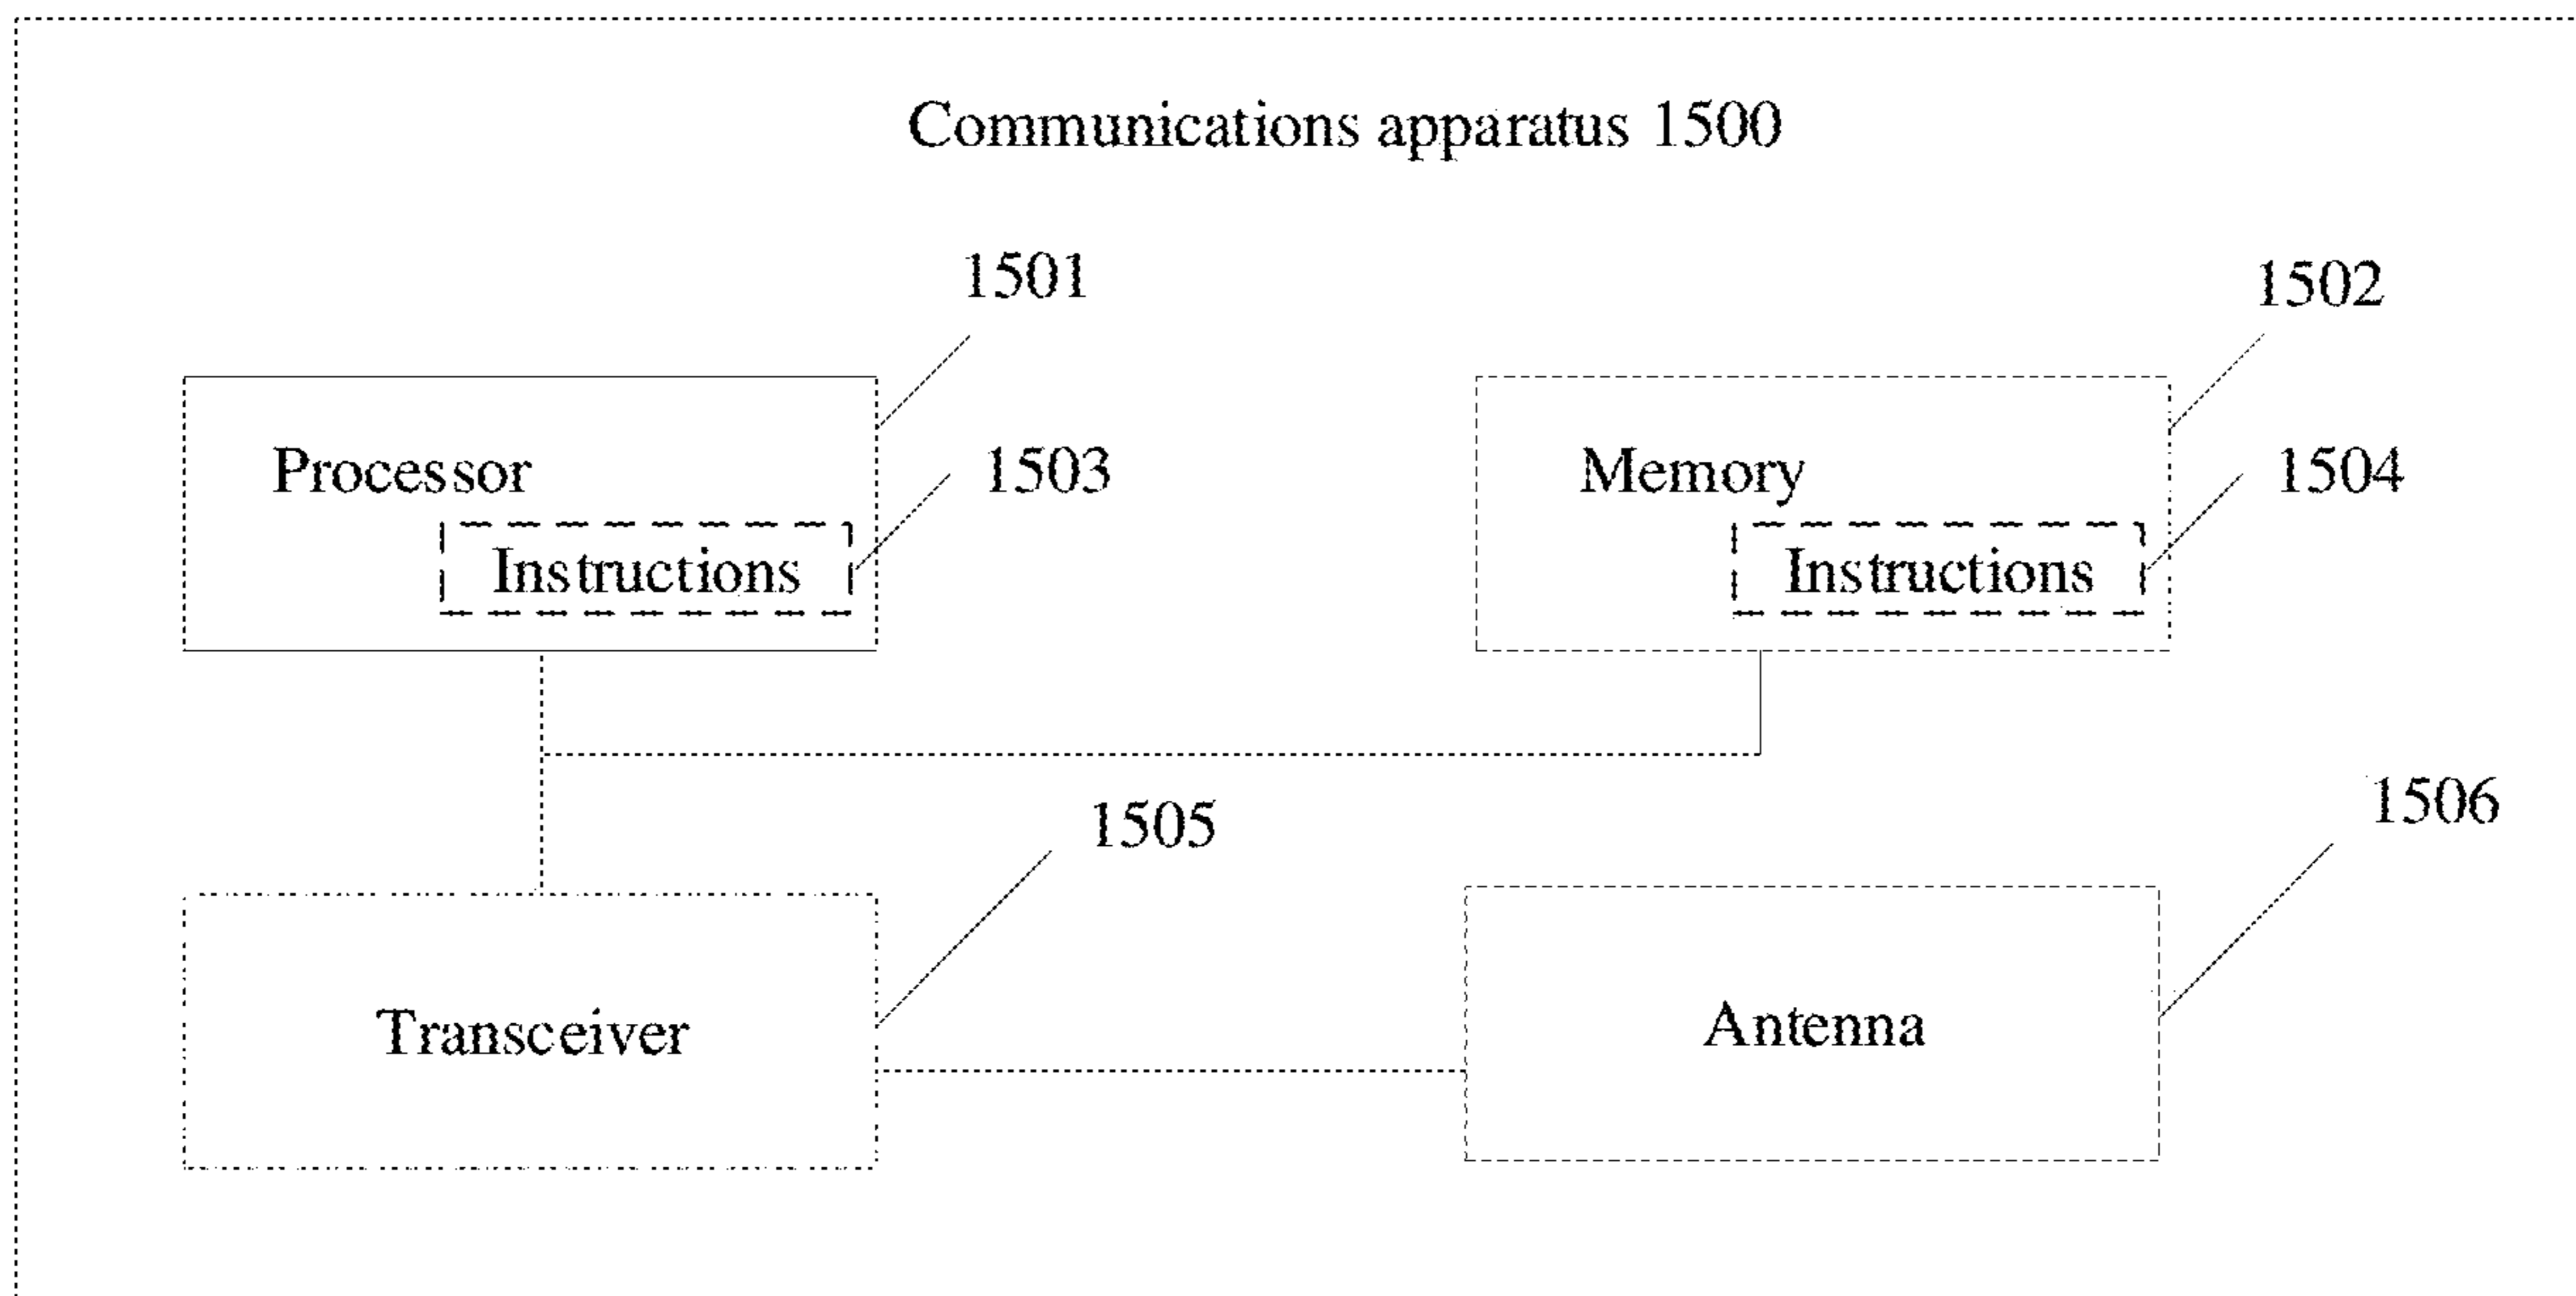 Communications apparatus 1500
1501
1502
Processor
1503
Memory
1504
Instructions
Instructions
1505
1506
Transceiver
Antenna